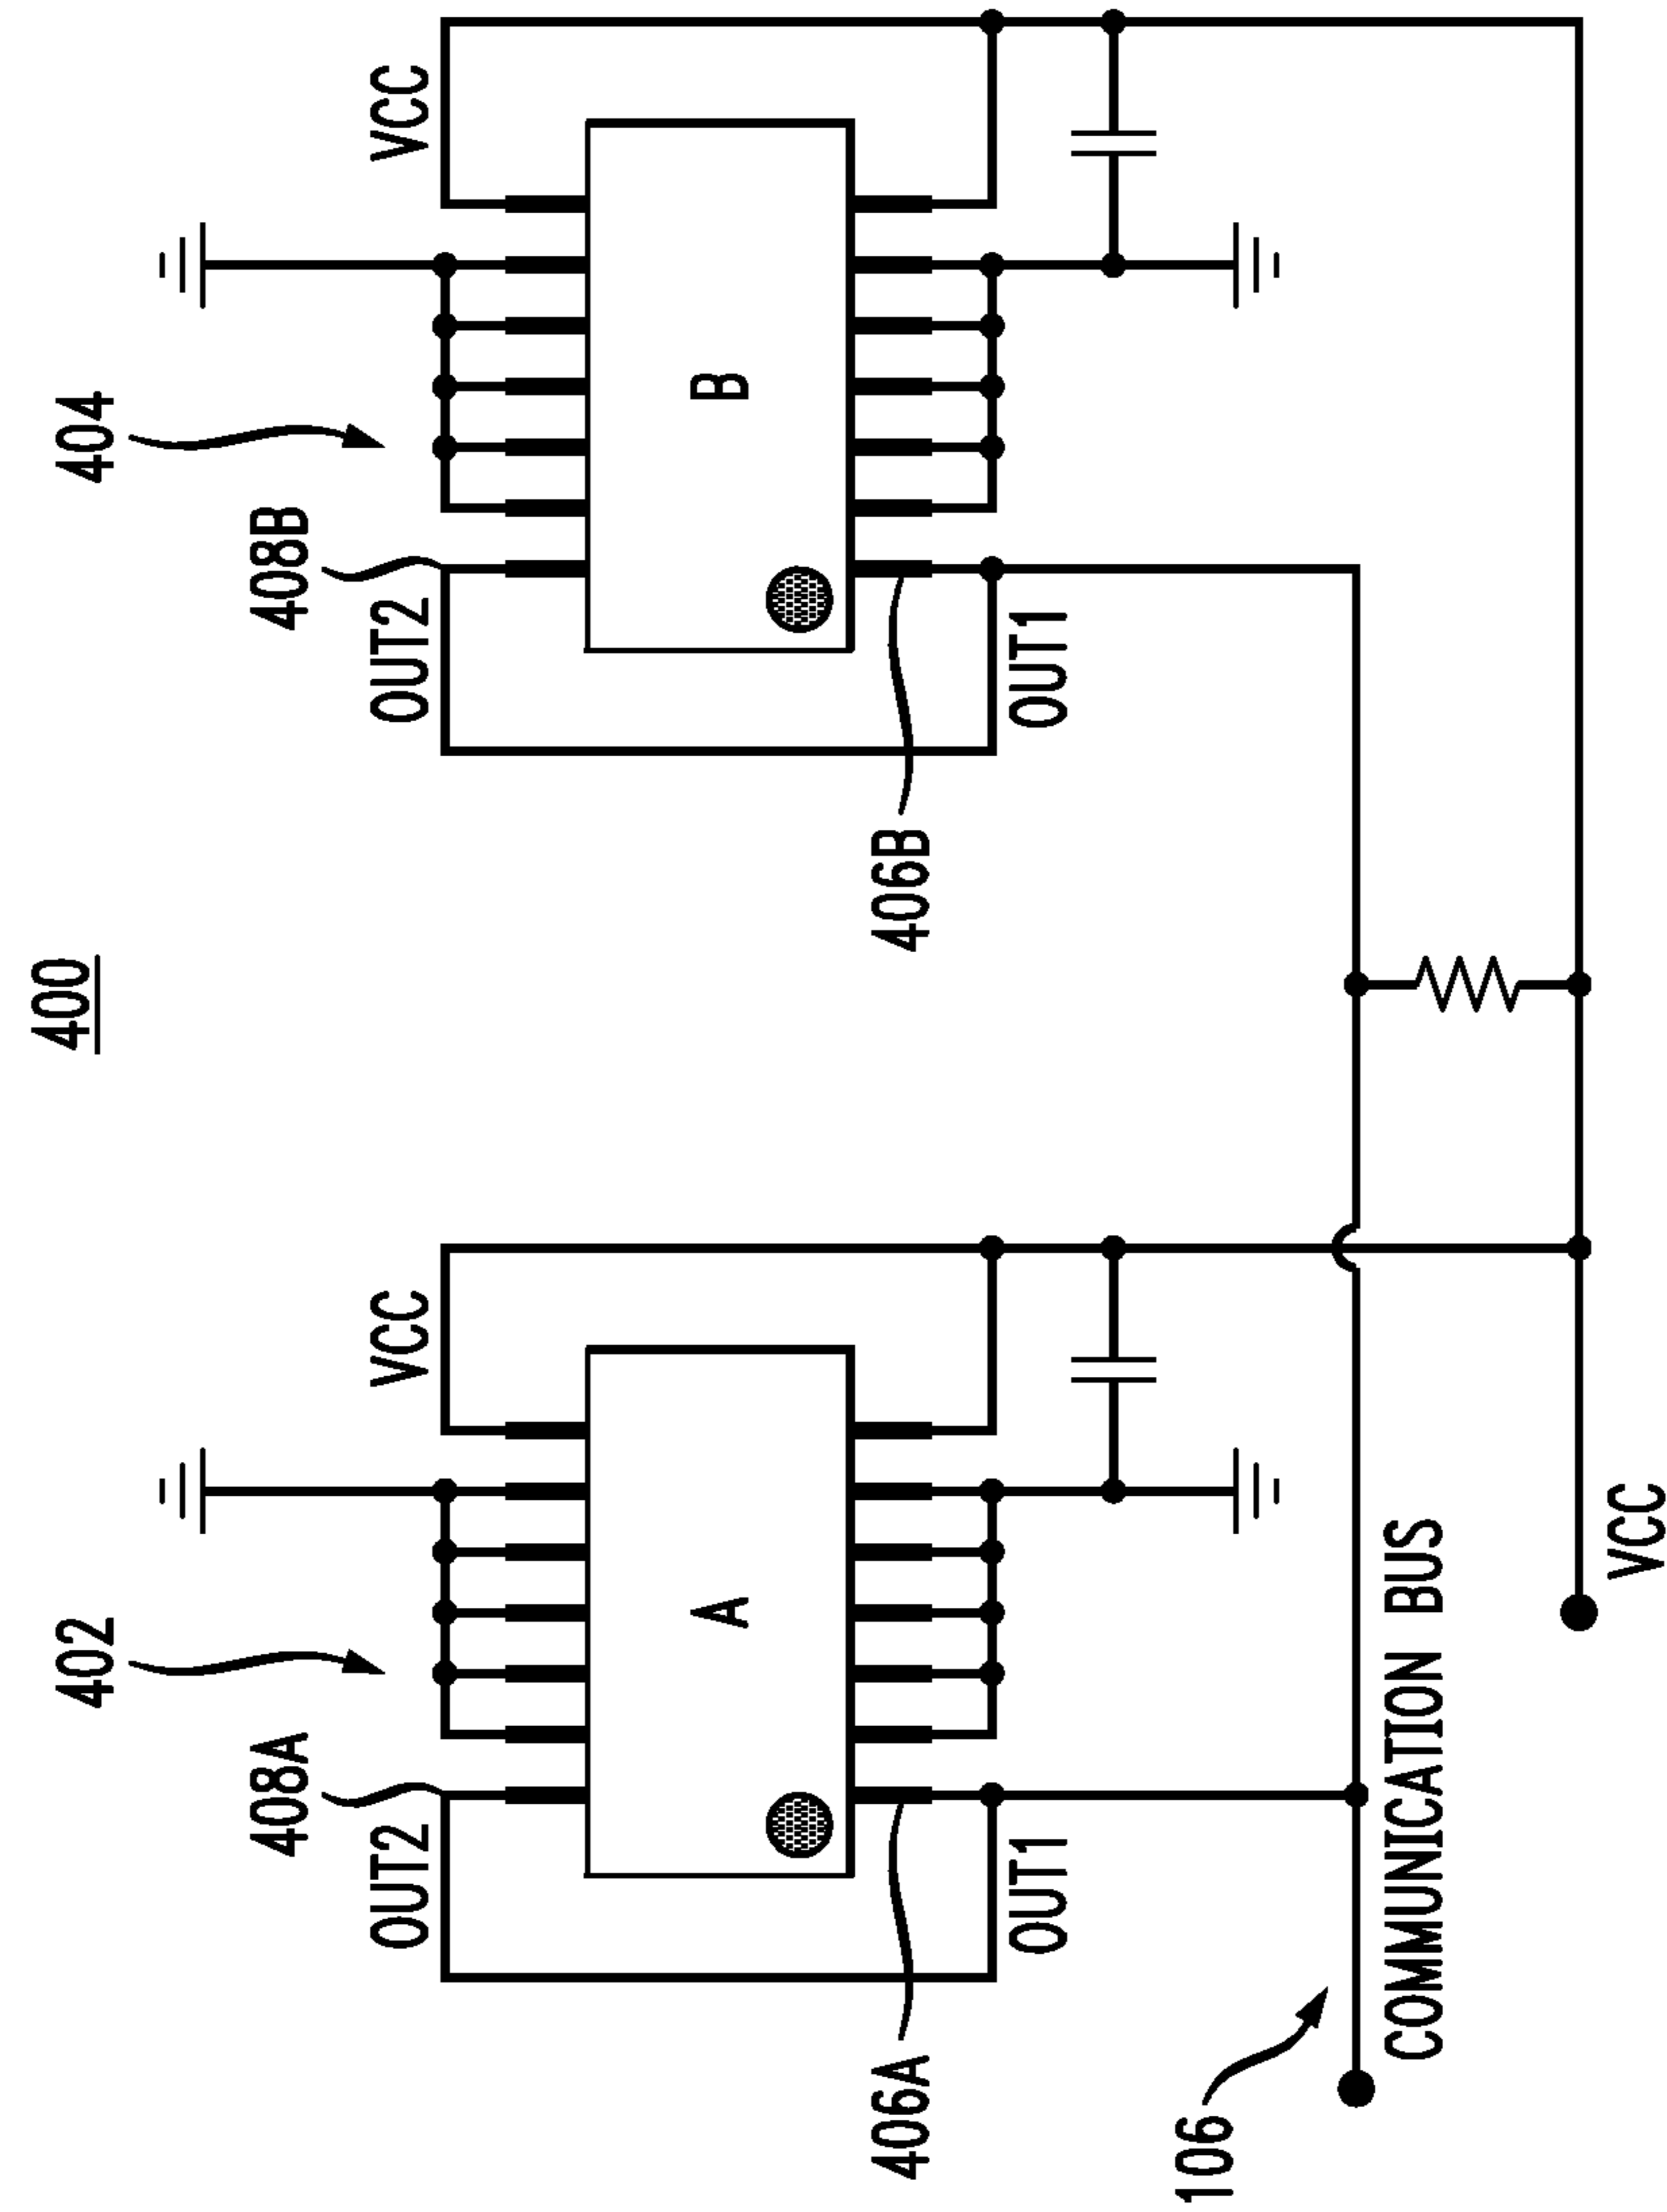 400
402
404
408A
408B
OUT2
VCC
OUT2
VCC
A
B
406A
406B
OUT1
OUT1
106
COMMUNICATION BUS
VCC